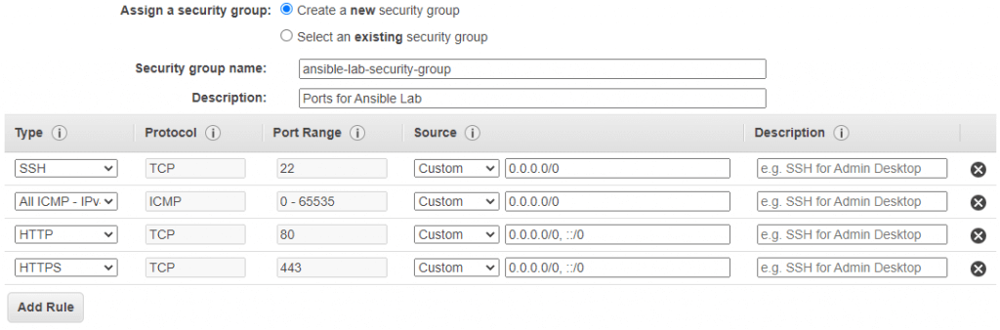 Assign a security group: Create a new security group
Select an existing security group
Security group name: ansible-lab-security-group
Description: Ports for Ansible Lab
Type i Protocol i Port Range i Source i Description i
SSH TCP 22 Custom 0.0.0.0/0 e.g. SSH for Admin Desktop
All ICMP - IPv ICMP 0 - 65535 Custom 0.0.0.0/0 e.g. SSH for Admin Desktop
HTTP TCP 80 Custom 0.0.0.0/0, ::/0 e.g. SSH for Admin Desktop
HTTPS TCP 443 Custom 0.0.0.0/0, ::/0 e.g. SSH for Admin Desktop
Add Rule